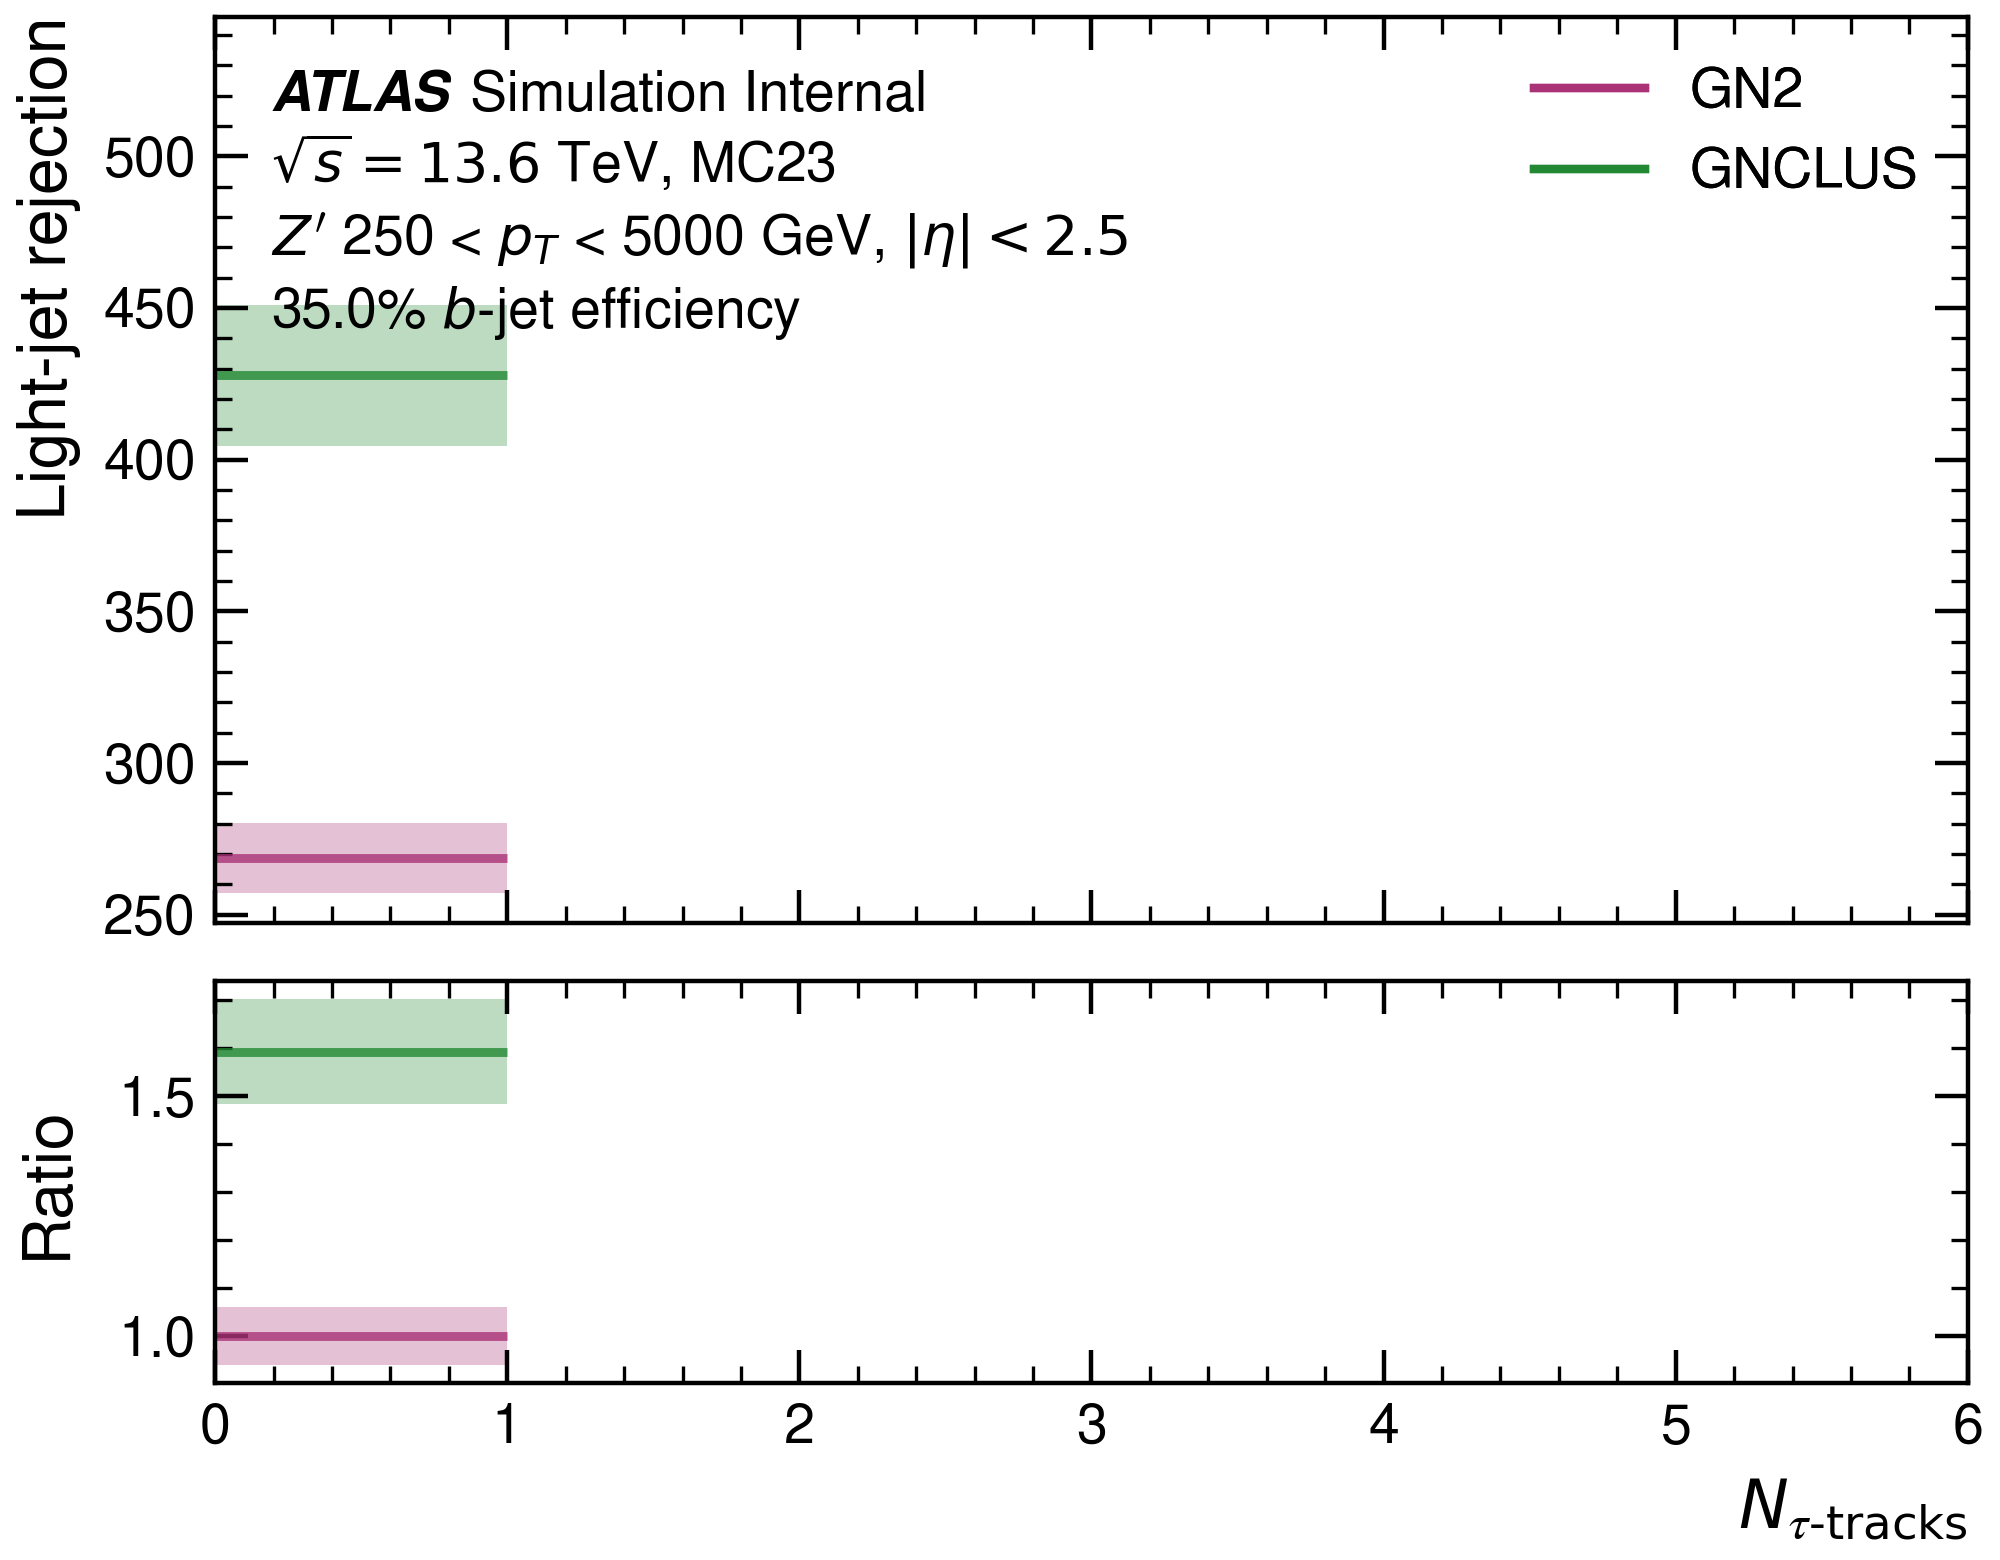 Light-jet rejection
ATLAS Simulation Internal
√s = 13.6 TeV, MC23
Z′ 250 < p_T < 5000 GeV, |η| < 2.5
35.0% b-jet efficiency
GN2
GNCLUS
500
450
400
350
300
250
Ratio
1.5
1.0
0 1 2 3 4 5 6
N_τ-tracks